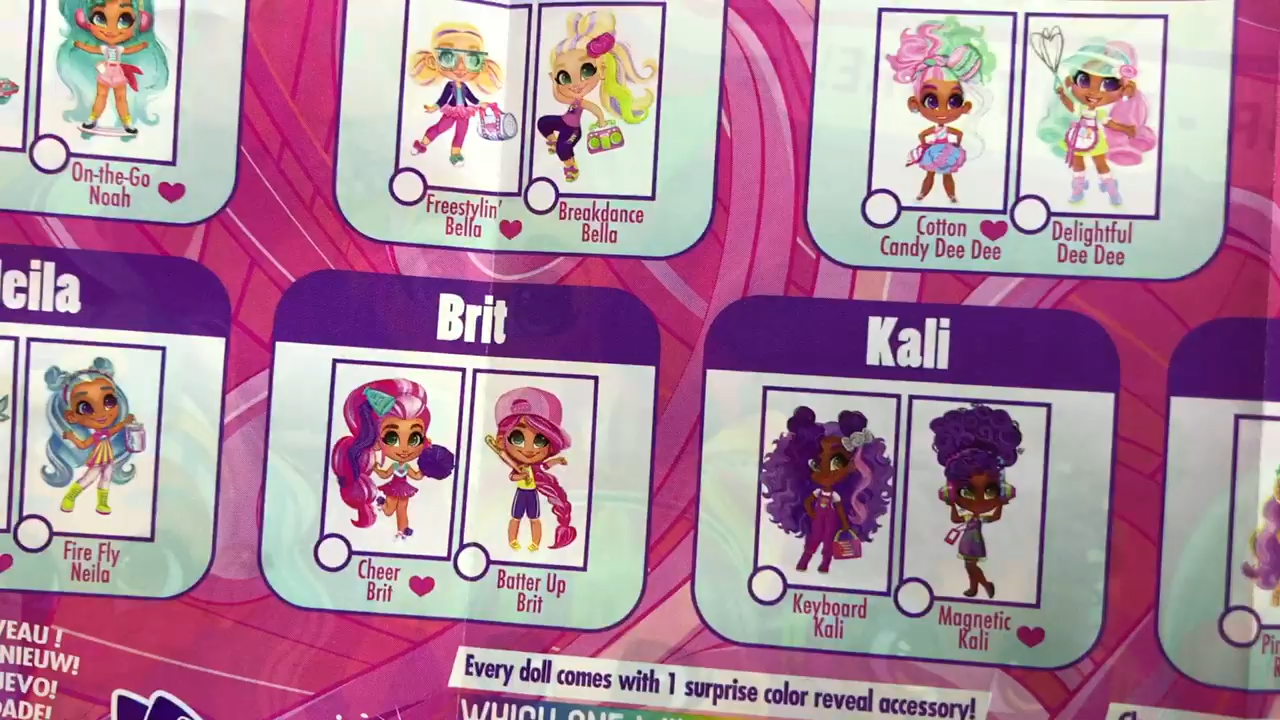 On-the-Go
Noah
Freestylin'
Bella
Breakdance
Bella
Cotton
Candy Dee Dee
Delightful
Dee Dee
Brit
Kali
Fire Fly
Neila
Cheer
Brit
Batter Up
Brit
Keyboard
Kali
Magnetic
Kali
NIEUW!
Every doll comes with 1 surprise color reveal accessory!
WHICH ONE